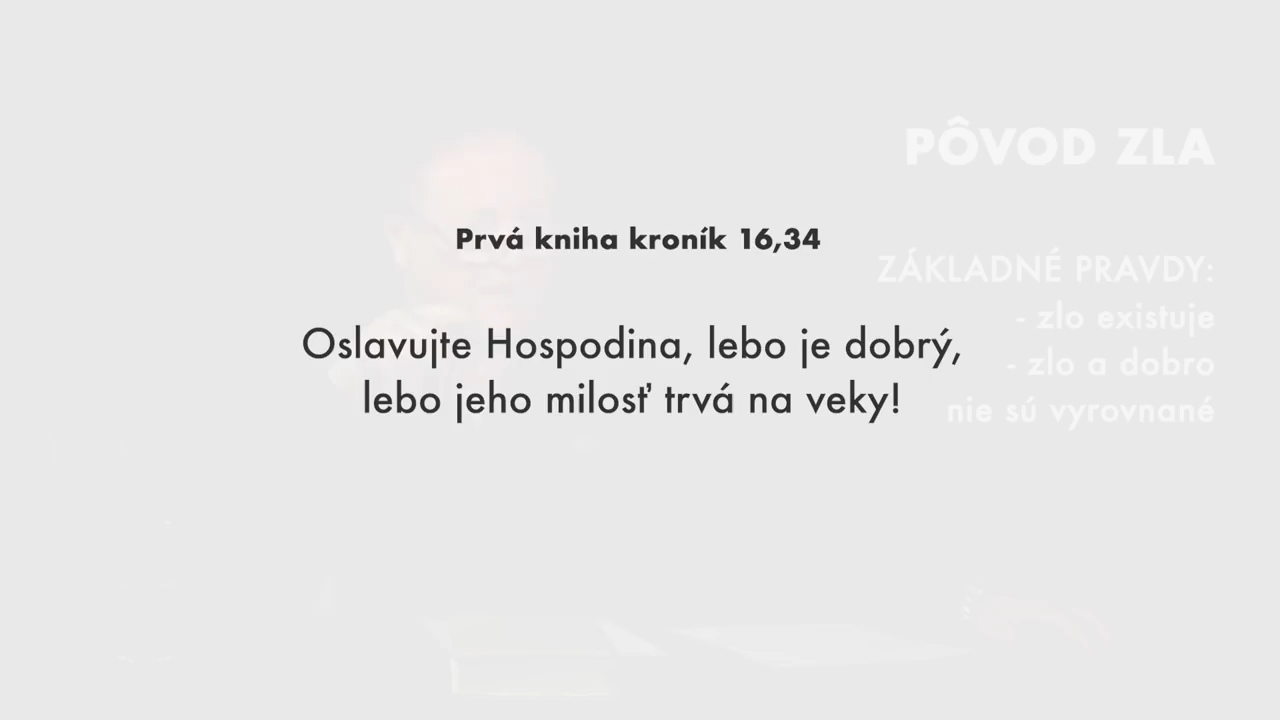 PÔVOD ZLA
Prvá kniha kroník 16,34
ZÁKLADNÉ PRAVDY:
- zlo existuje
- zlo a dobro
nie sú vyrovnané
Oslavujte Hospodina, lebo je dobrý,
lebo jeho milosť trvá na veky!